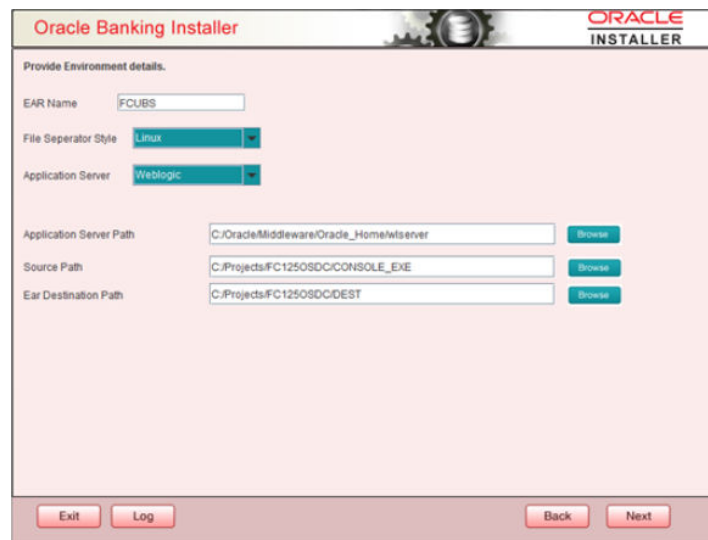 Oracle Banking Installer
ORACLE
INSTALLER
Provide Environment details.
EAR Name FCUBS
File Seperator Style Linux
Application Server Weblogic
Application Server Path C:/Oracle/Middleware/Oracle_Home/wlserver Browse
Source Path C:/Projects/FC125OSDC/CONSOLE_EXE Browse
Ear Destination Path C:/Projects/FC125OSDC/DEST Browse
Exit Log Back Next